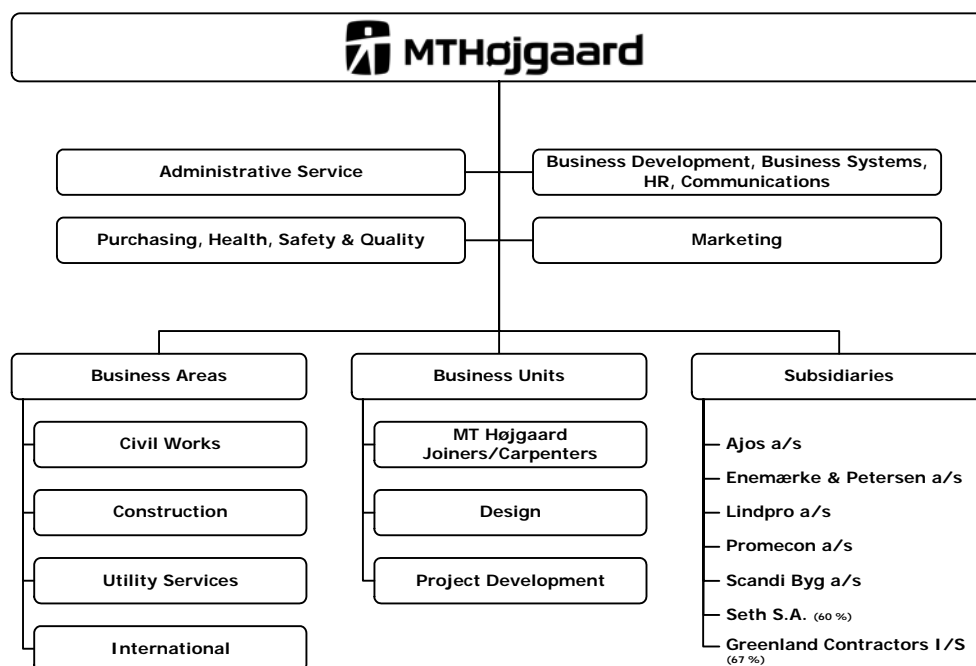 MTHøjgaard
Administrative Service
Business Development, Business Systems,
HR, Communications
Purchasing, Health, Safety & Quality
Marketing
Business Areas
Civil Works
Construction
Utility Services
International
Business Units
MT Højgaard
Joiners/Carpenters
Design
Project Development
Subsidiaries
Ajos a/s
Enemærke & Petersen a/s
Lindpro a/s
Promecon a/s
Scandi Byg a/s
Seth S.A. (60 %)
Greenland Contractors I/S
(67 %)